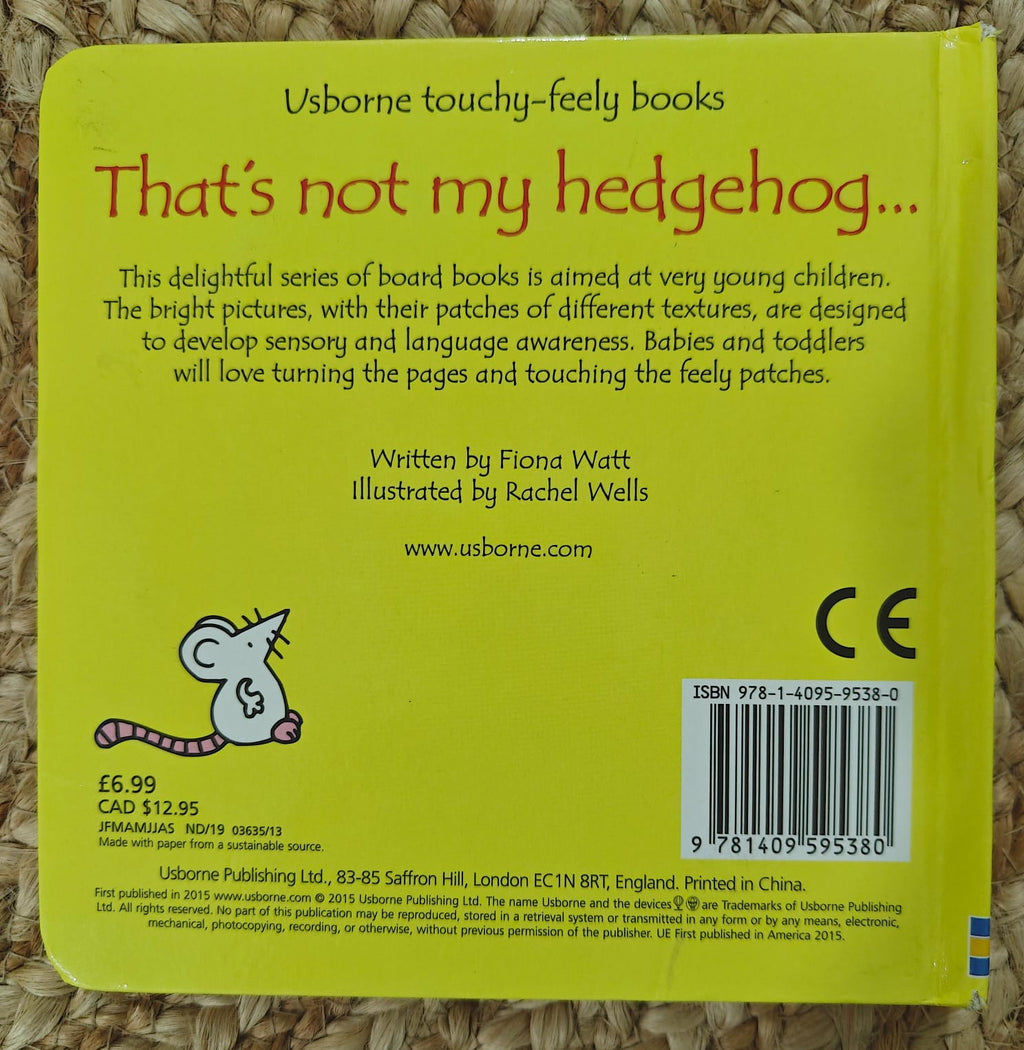 Usborne touchy-feely books
That's not my hedgehog...
This delightful series of board books is aimed at very young children.
The bright pictures, with their patches of different textures, are designed
to develop sensory and language awareness. Babies and toddlers
will love turning the pages and touching the feely patches.
Written by Fiona Watt
Illustrated by Rachel Wells
www.usborne.com
CE
ISBN 978-1-4095-9538-0
9 781409 595380
£6.99
CAD $12.95
JFMAMJJAS ND/19 03635/13
Made with paper from a sustainable source.
Usborne Publishing Ltd., 83-85 Saffron Hill, London EC1N 8RT, England. Printed in China.
First published in 2015 www.usborne.com © 2015 Usborne Publishing Ltd. The name Usborne and the devices are Trademarks of Usborne Publishing
Ltd. All rights reserved. No part of this publication may be reproduced, stored in a retrieval system or transmitted in any form or by any means, electronic,
mechanical, photocopying, recording, or otherwise, without previous permission of the publisher. UE First published in America 2015.